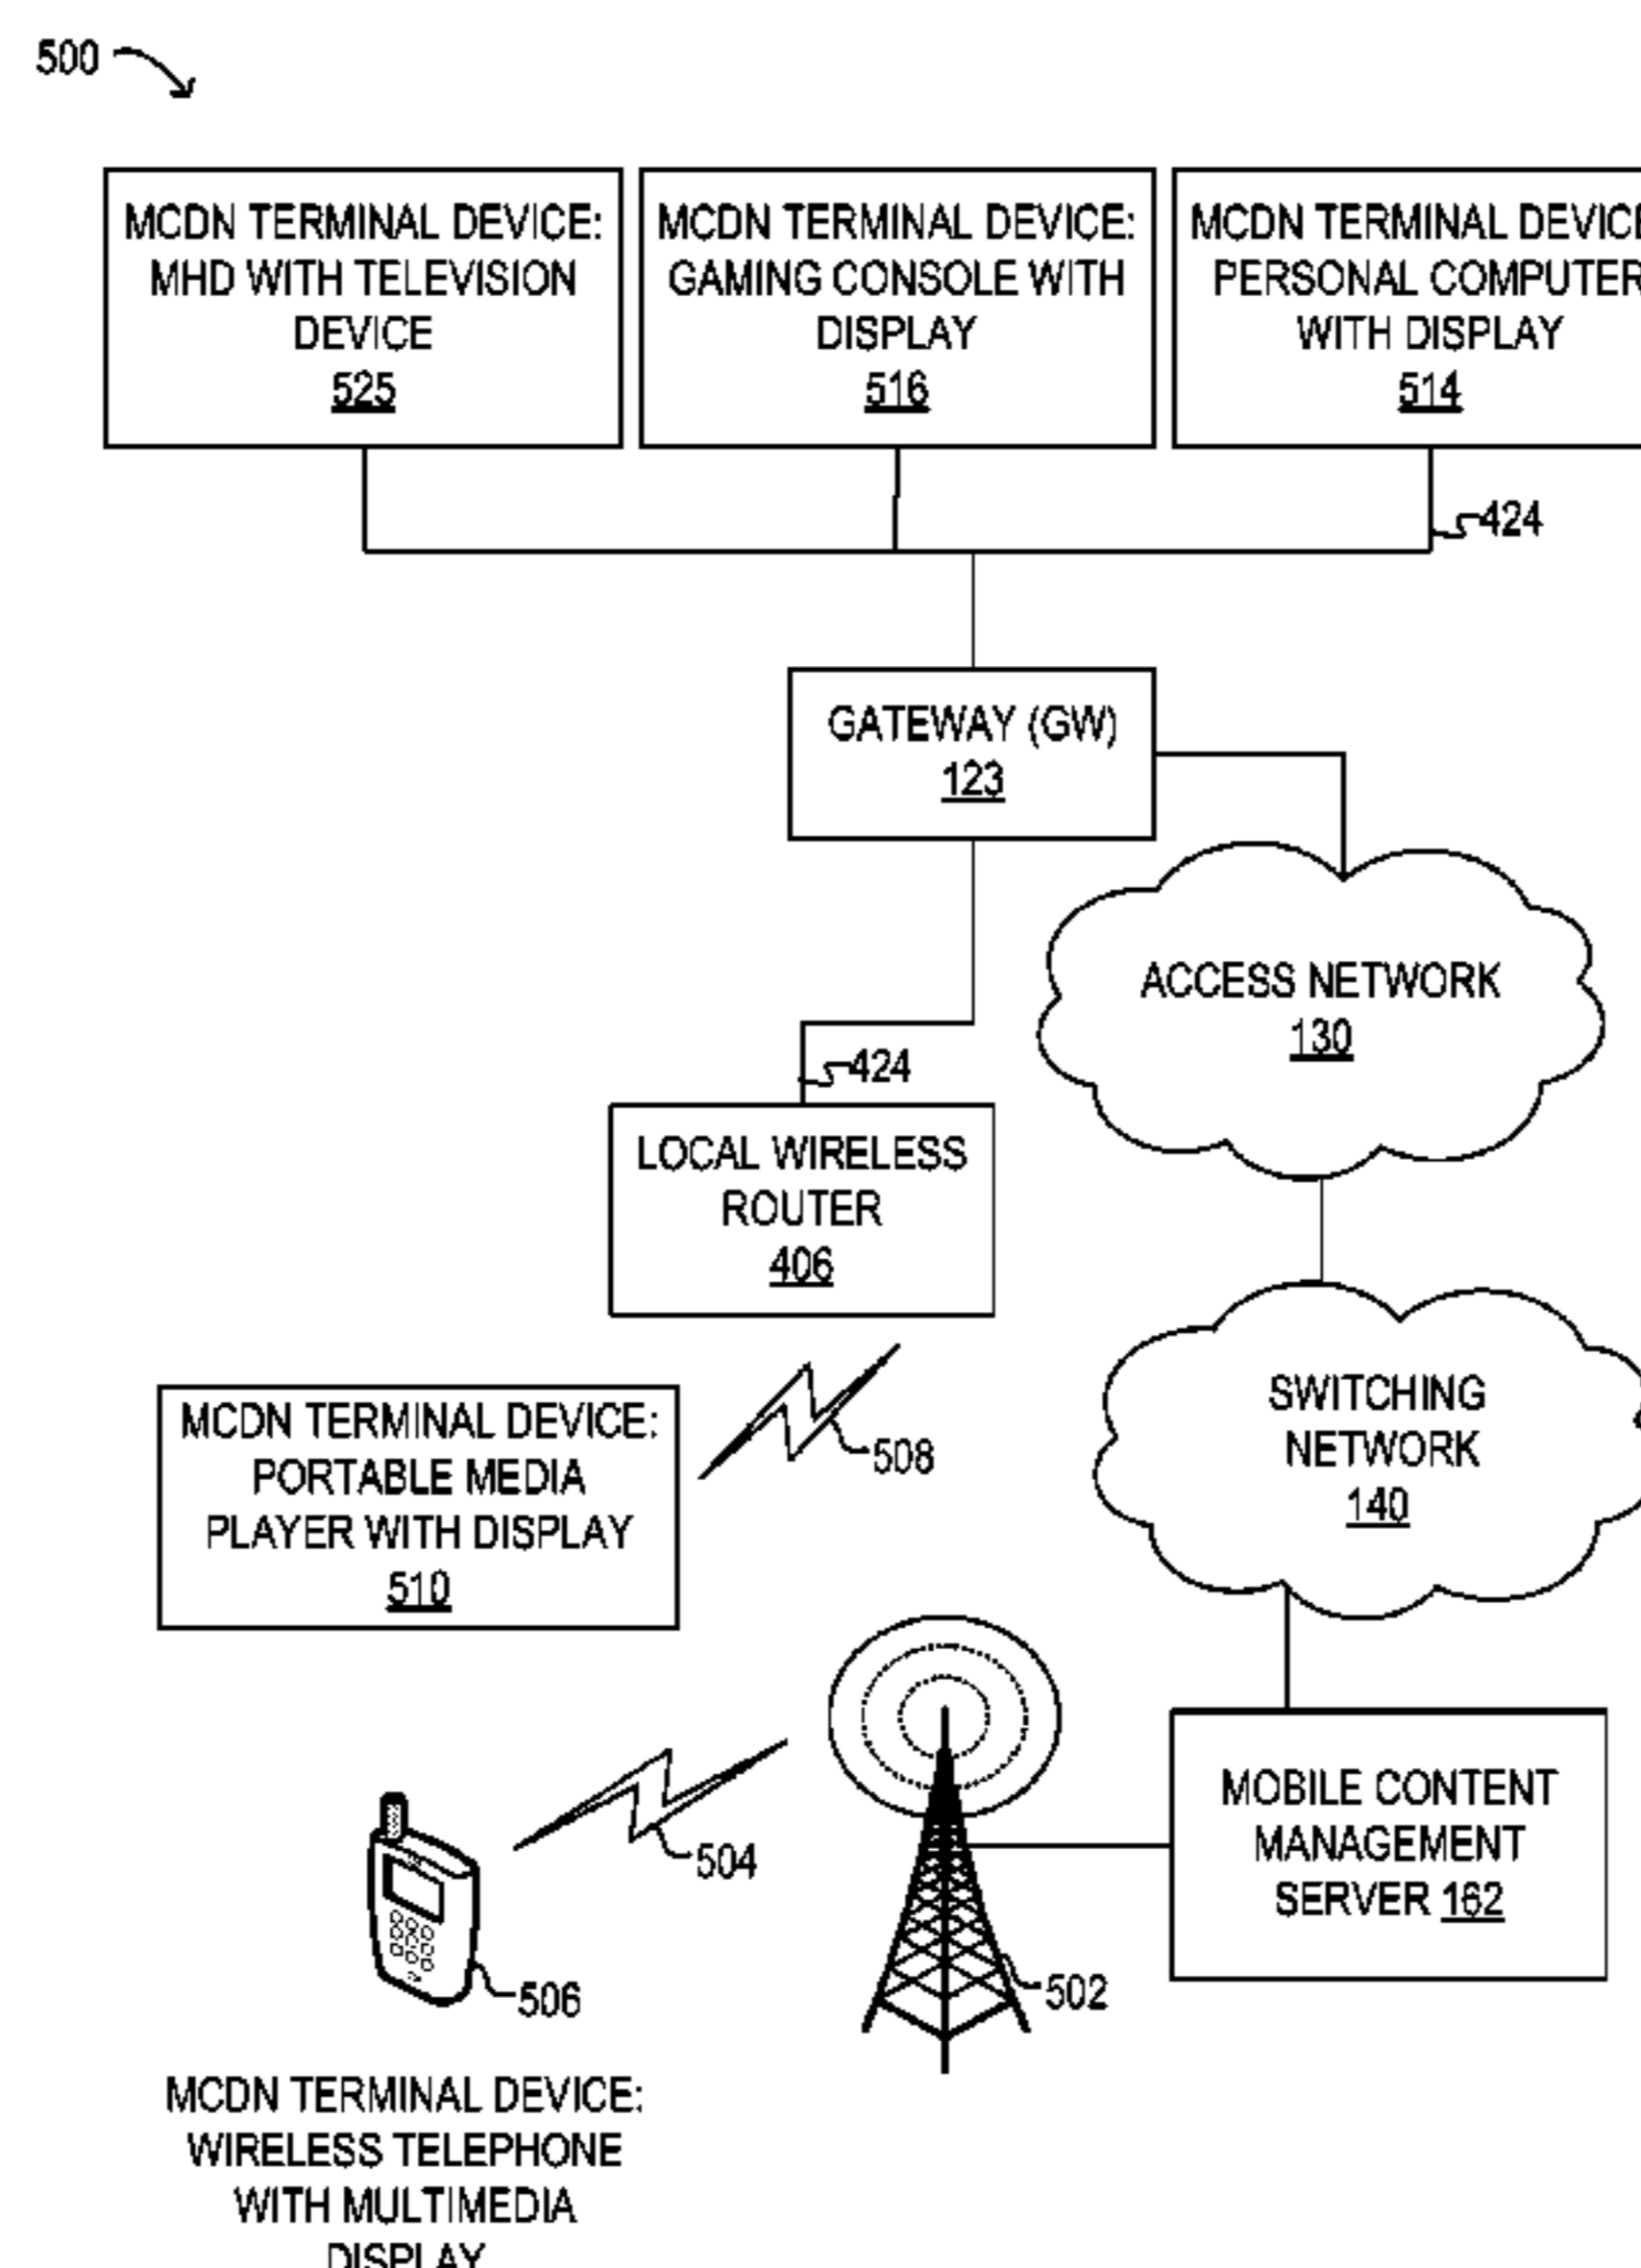 500
MCDN TERMINAL DEVICE:
MHD WITH TELEVISION
DEVICE
525
MCDN TERMINAL DEVICE:
GAMING CONSOLE WITH
DISPLAY
516
MCDN TERMINAL DEVICE
PERSONAL COMPUTER
WITH DISPLAY
514
424
GATEWAY (GW)
123
ACCESS NETWORK
130
424
LOCAL WIRELESS
ROUTER
406
SWITCHING
NETWORK
140
508
MCDN TERMINAL DEVICE:
PORTABLE MEDIA
PLAYER WITH DISPLAY
510
MOBILE CONTENT
MANAGEMENT
SERVER 162
504
502
506
MCDN TERMINAL DEVICE:
WIRELESS TELEPHONE
WITH MULTIMEDIA
DISPLAY